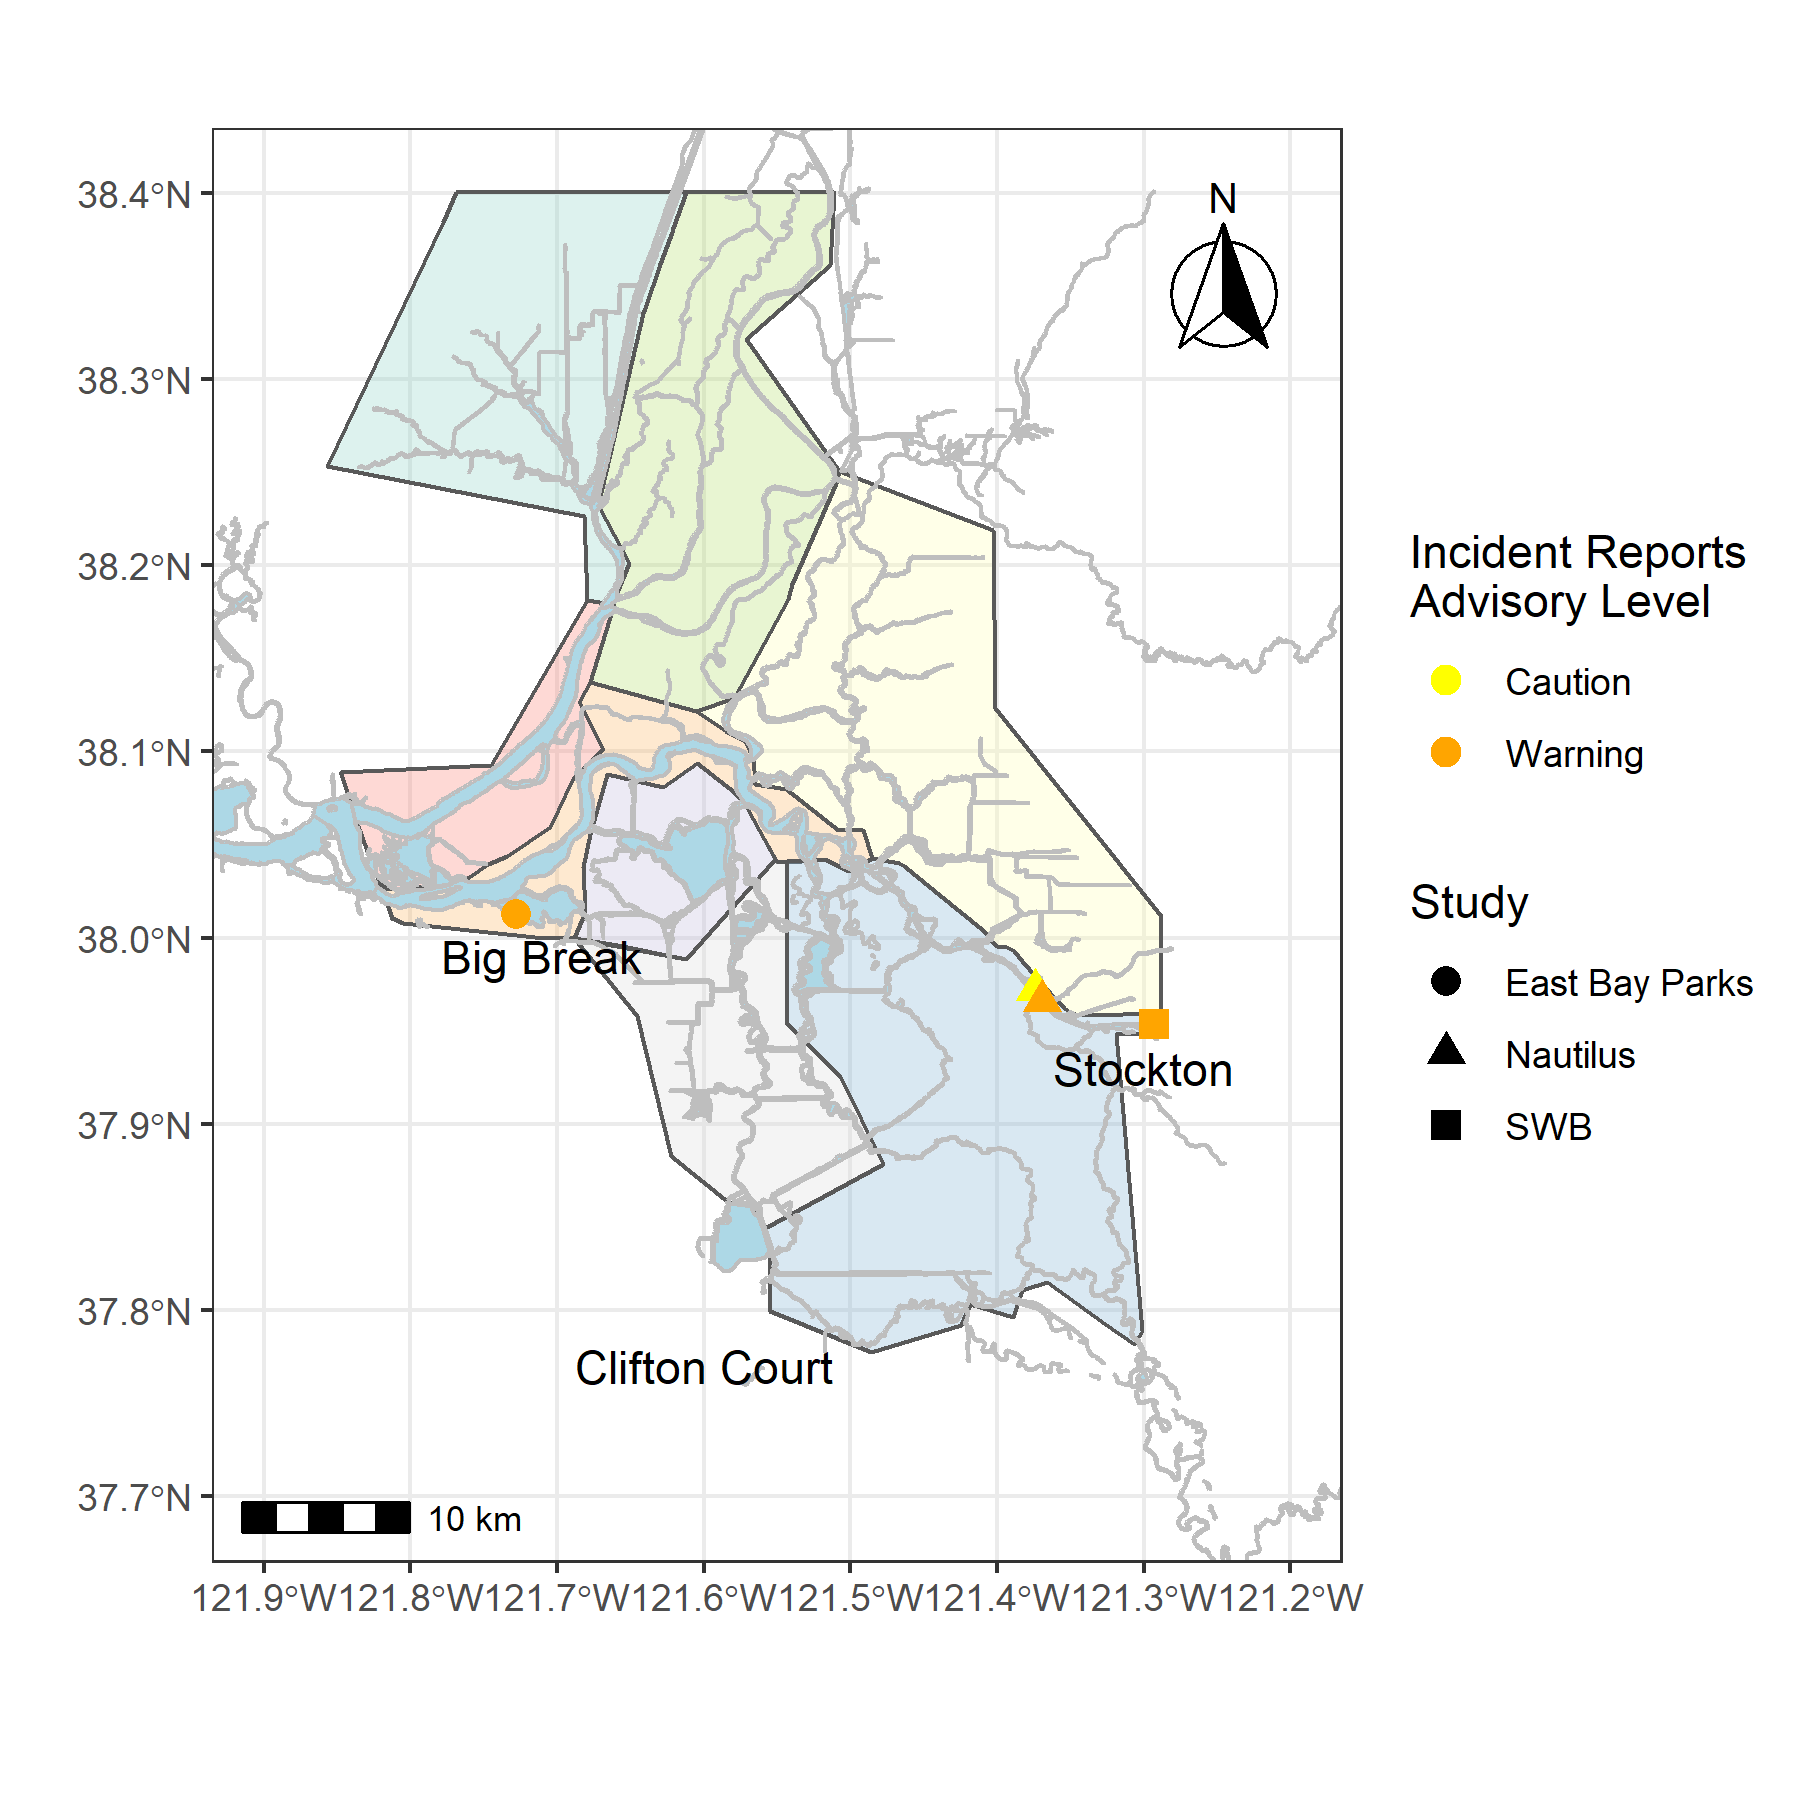 38.4°N
38.3°N
38.2°N
38.1°N
38.0°N
37.9°N
37.8°N
37.7°N
N
Big Break
Stockton
Clifton Court
10 km
121.9°W
121.8°W
121.7°W
121.6°W
121.5°W
121.4°W
121.3°W
121.2°W
Incident Reports
Advisory Level
Caution
Warning
Study
East Bay Parks
Nautilus
SWB